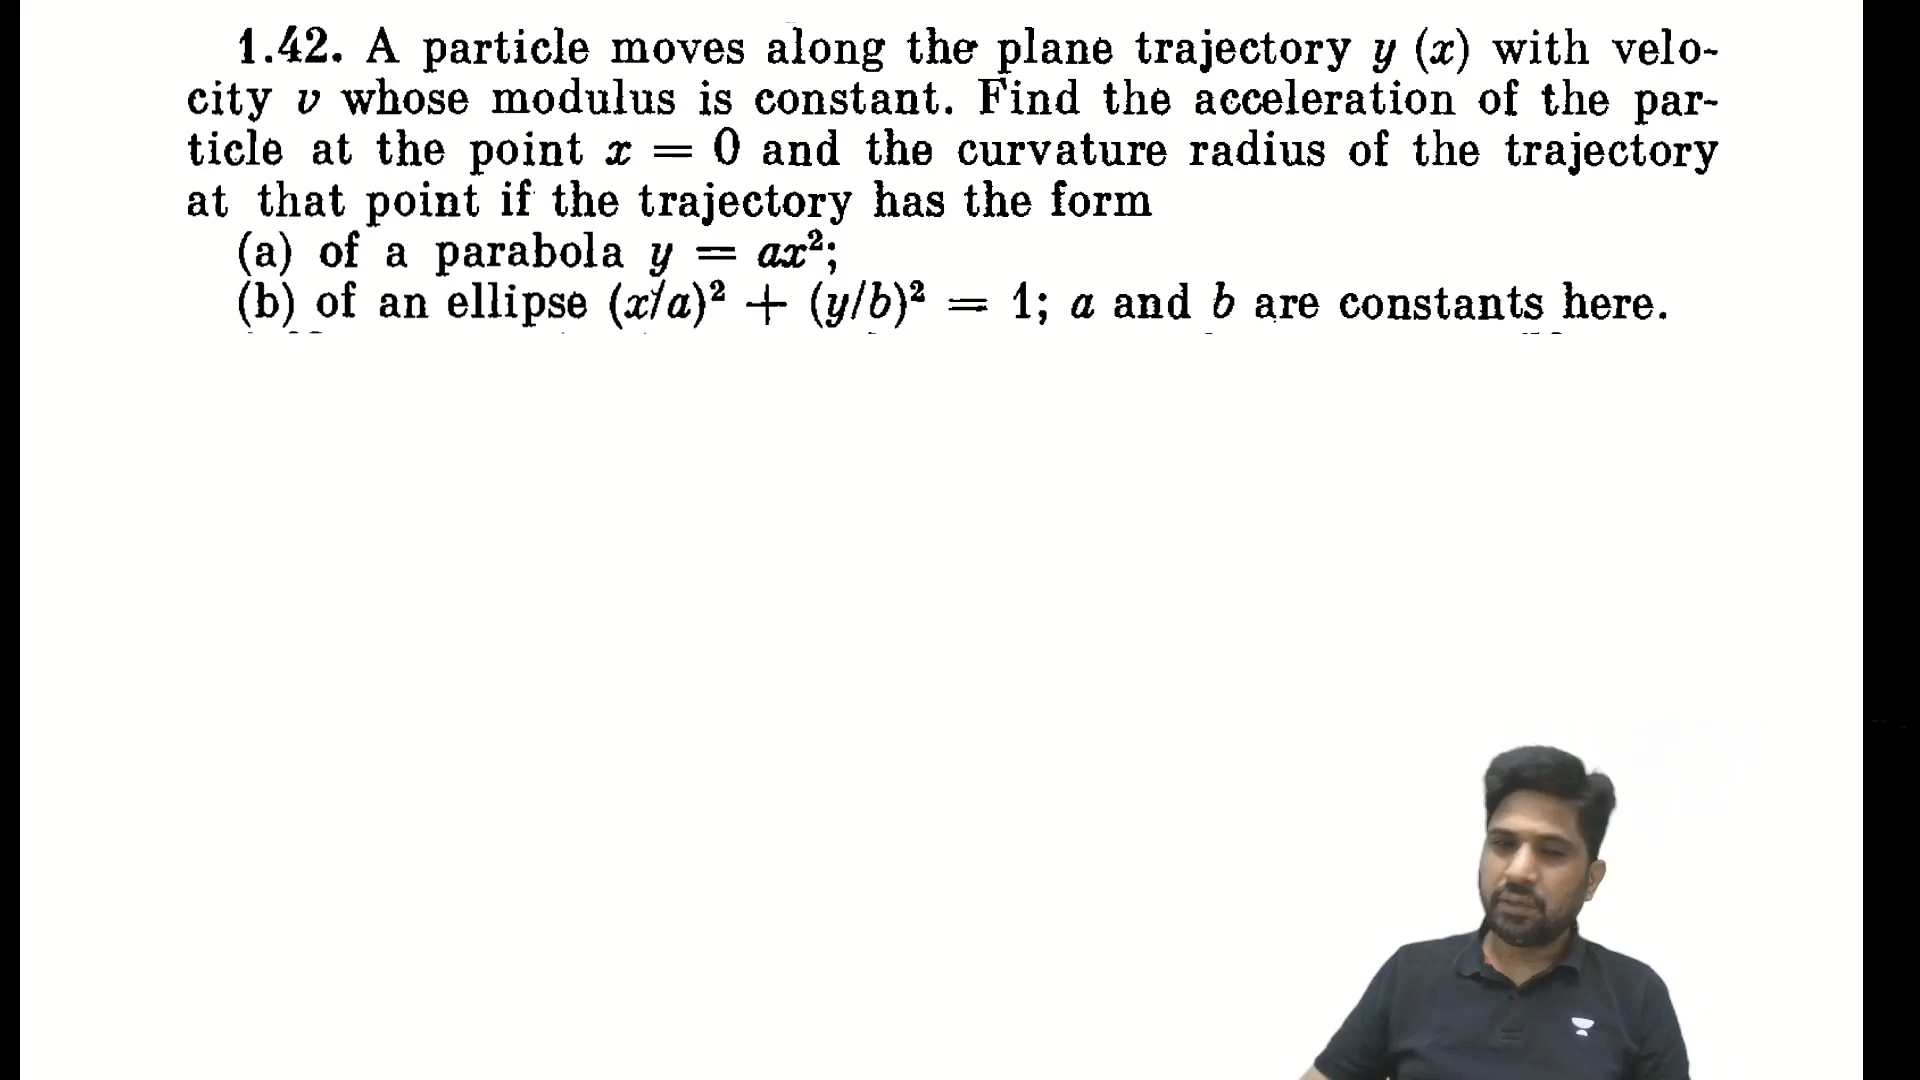 1.42. A particle moves along the plane trajectory y (x) with velo-
city v whose modulus is constant. Find the acceleration of the par-
ticle at the point x = 0 and the curvature radius of the trajectory
at that point if the trajectory has the form
(a) of a parabola y = ax²;
(b) of an ellipse (x/a)² + (y/b)² = 1; a and b are constants here.